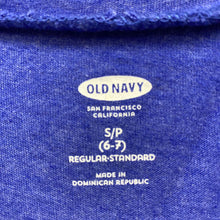 OLD NAVY
SAN FRANCISCO
CALIFORNIA
S/P
(6-7)
REGULAR-STANDARD
MADE IN
DOMINICAN REPUBLIC